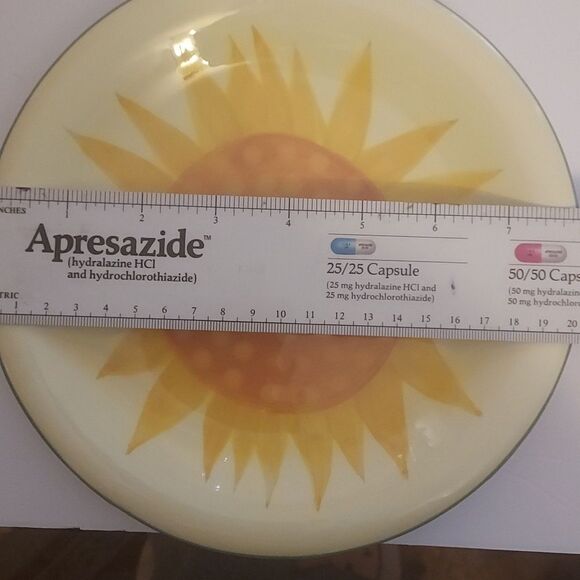 NCHES 1 2 3 4 5 6 7
Apresazide™
(hydralazine HCl
and hydrochlorothiazide)
25/25 Capsule
(25 mg hydralazine HCl and
25 mg hydrochlorothiazide)
50/50 Caps
(50 mg hydralazin
50 mg hydrochloro
TRIC 1 2 3 4 5 6 7 8 9 10 11 12 13 14 15 16 17 18 19 20